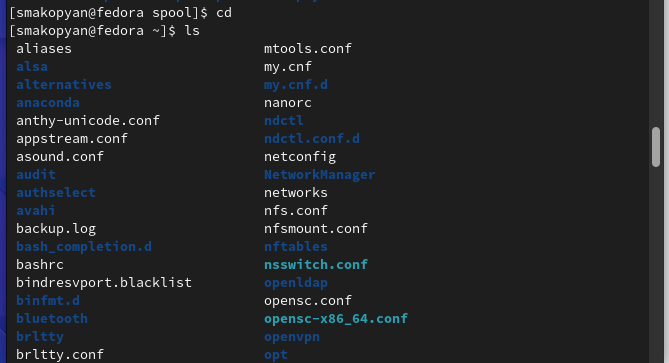 [smakopyan@fedora spool]$ cd
[smakopyan@fedora ~]$ ls
aliases mtools.conf
alsa my.cnf
alternatives my.cnf.d
anaconda nanorc
anthy-unicode.conf ndctl
appstream.conf ndctl.conf.d
asound.conf netconfig
audit NetworkManager
authselect networks
avahi nfs.conf
backup.log nfsmount.conf
bash_completion.d nftables
bashrc nsswitch.conf
bindresvport.blacklist openldap
binfmt.d opensc.conf
bluetooth opensc-x86_64.conf
brltty openvpn
brltty.conf opt